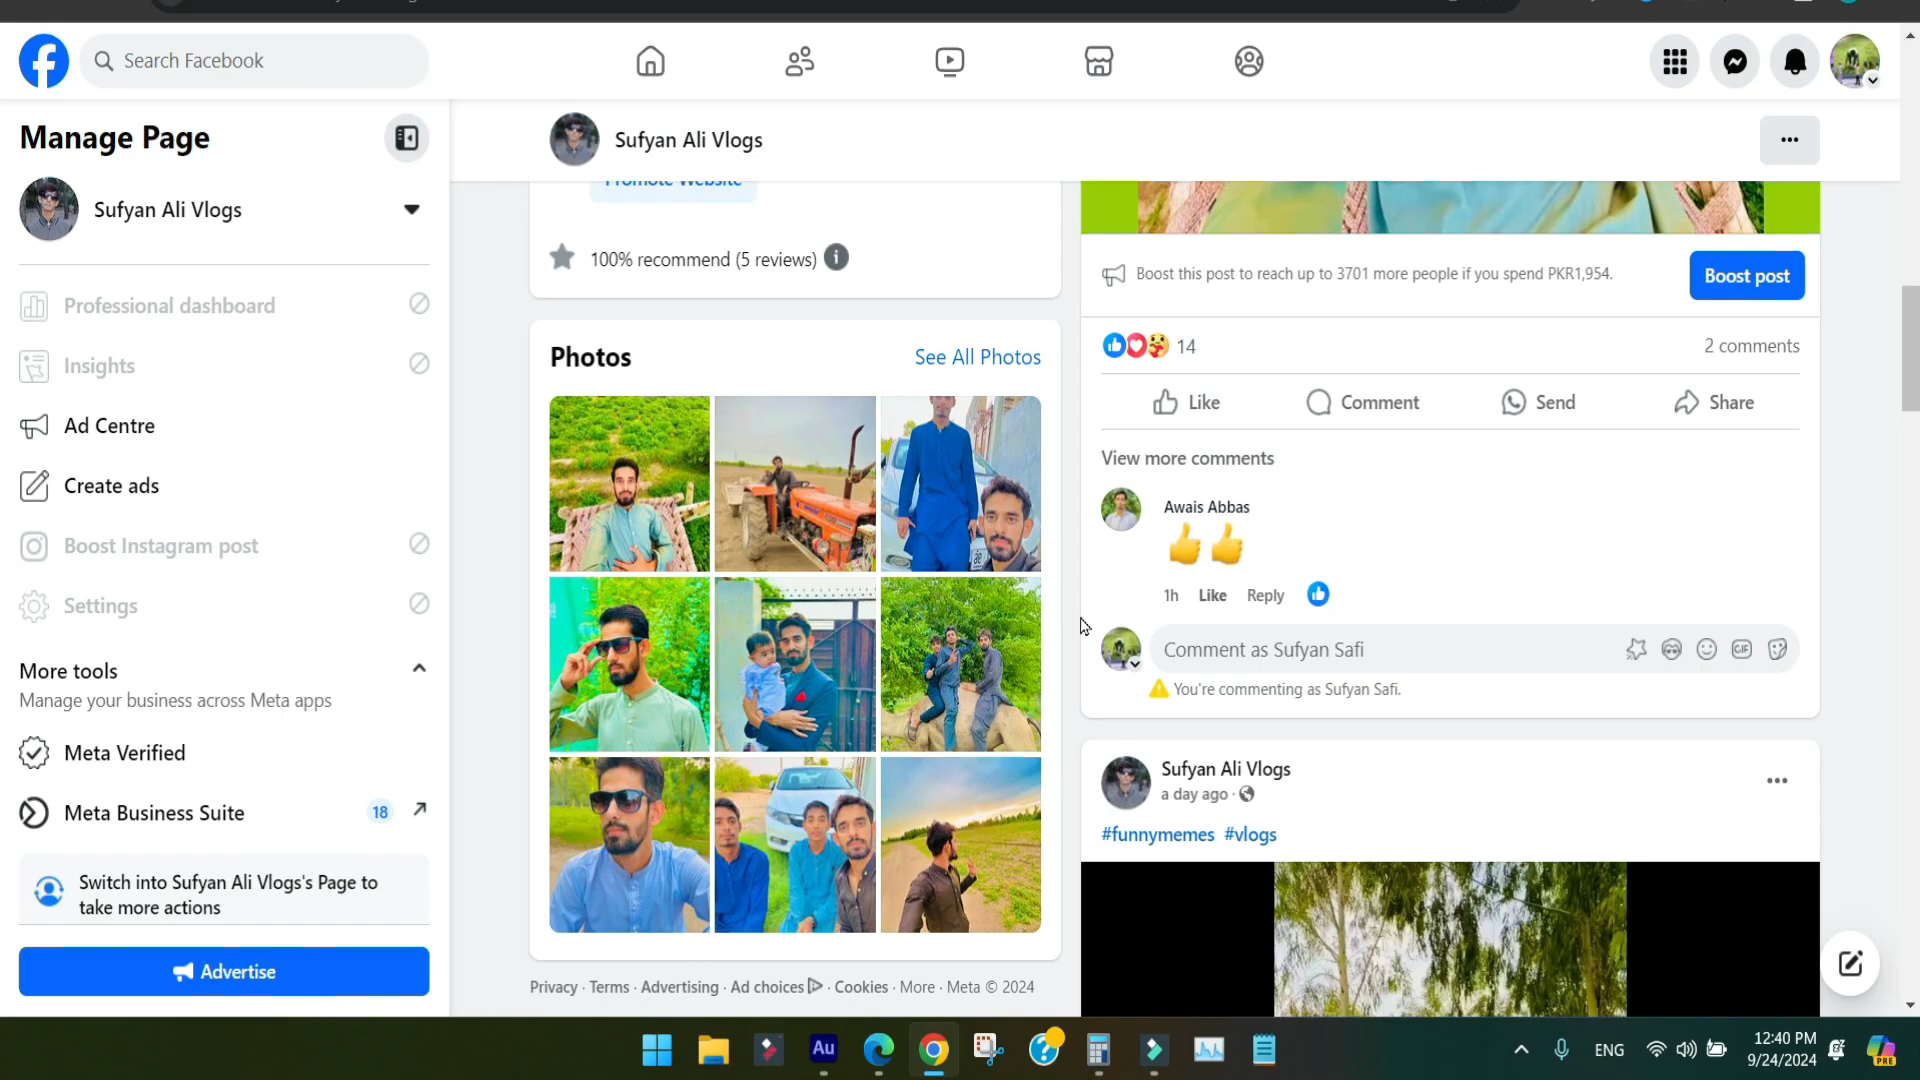 Search Facebook
Manage Page
Sufyan Ali Vlogs
Sufyan Ali Vlogs
Professional dashboard
Insights
Ad Centre
Create ads
Boost Instagram post
Settings
More tools
Manage your business across Meta apps
Meta Verified
Meta Business Suite 18
Switch into Sufyan Ali Vlogs's Page to
take more actions
Advertise
Promote Website
100% recommend (5 reviews)
Photos
See All Photos
Privacy · Terms · Advertising · Ad choices · Cookies · More · Meta © 2024
Boost this post to reach up to 3701 more people if you spend PKR1,954.
Boost post
14
2 comments
Like
Comment
Send
Share
View more comments
Awais Abbas
👍👍
1h Like Reply
Comment as Sufyan Safi
GIF
You're commenting as Sufyan Safi.
Sufyan Ali Vlogs
a day ago ·
#funnymemes #vlogs
Au
ENG
12:40 PM
9/24/2024
PRE